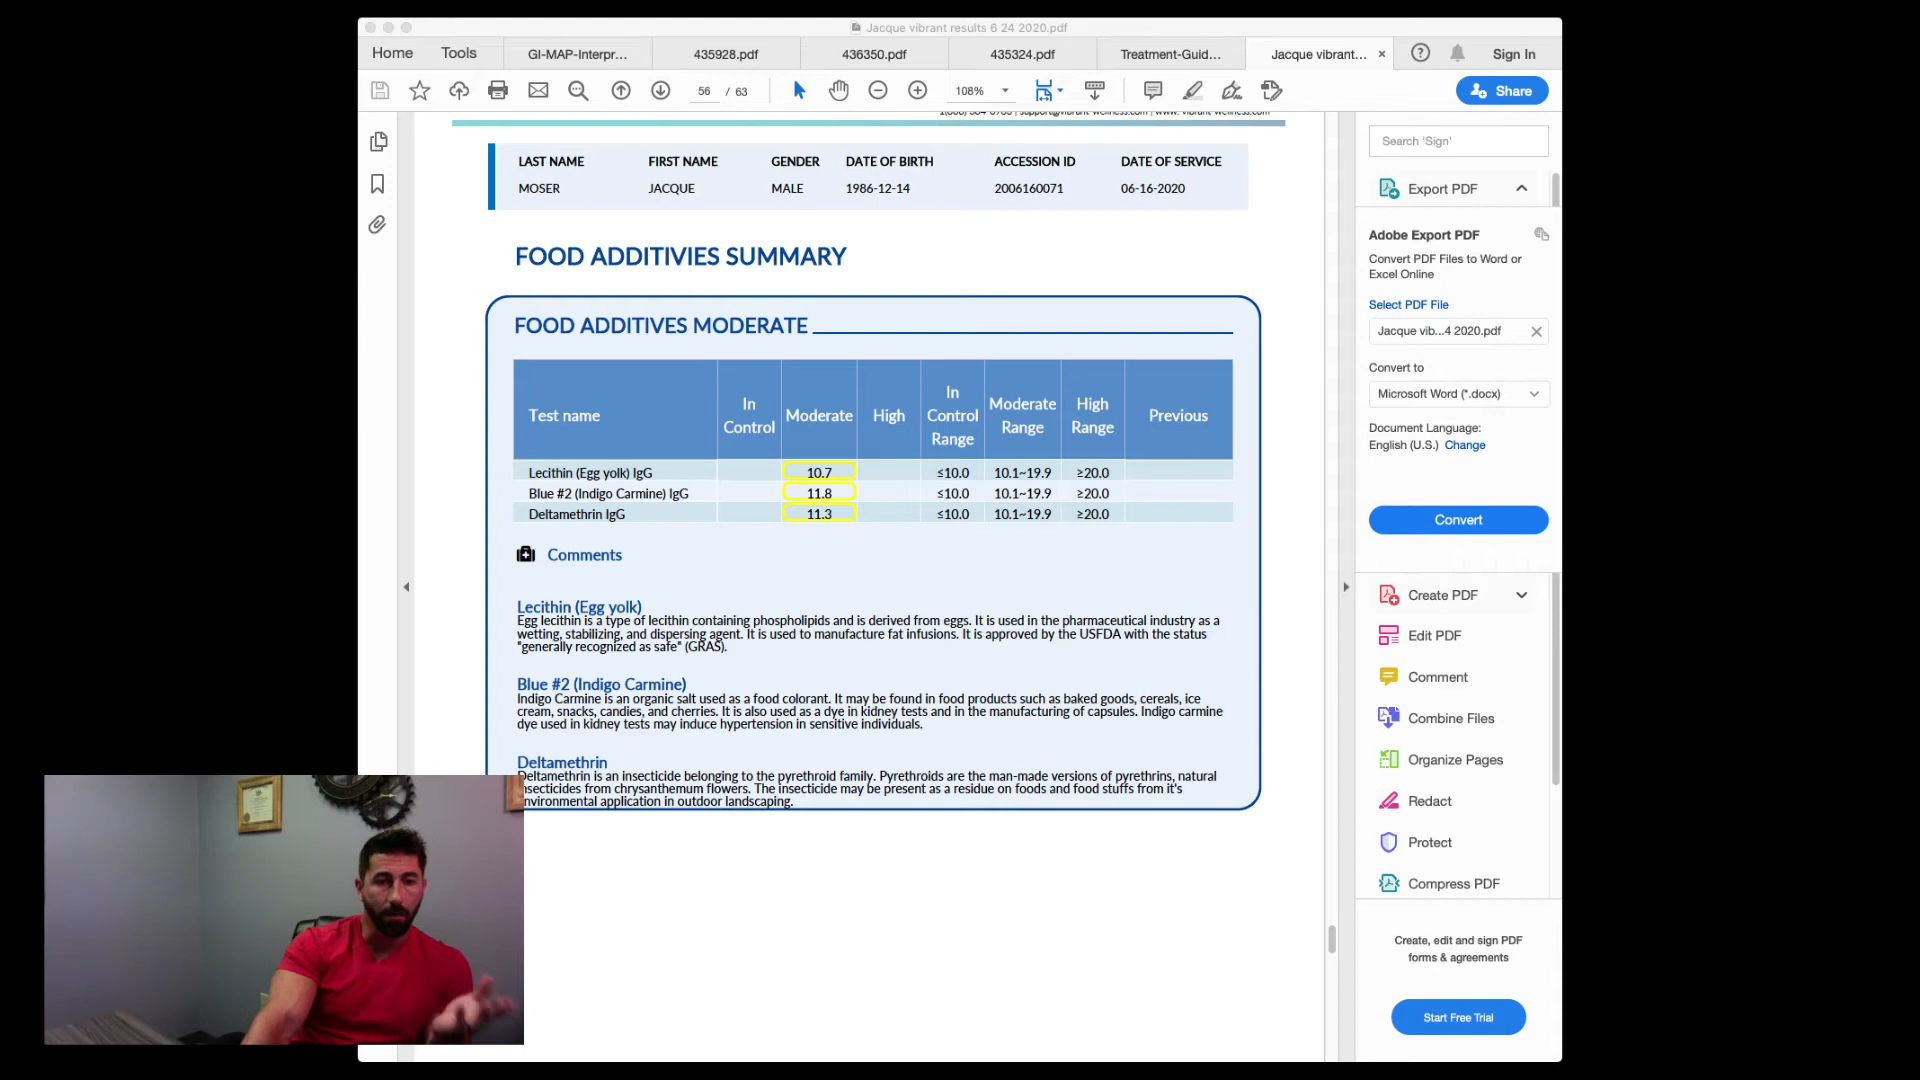 Jacque vibrant results 6 24 2020.pdf
Home Tools GI-MAP-Interpr... 435928.pdf 436350.pdf 435324.pdf Treatment-Guid... Jacque vibrant... × Sign In
56 / 63 108% Share
LAST NAME FIRST NAME GENDER DATE OF BIRTH ACCESSION ID DATE OF SERVICE
MOSER JACQUE MALE 1986-12-14 2006160071 06-16-2020
FOOD ADDITIVIES SUMMARY
FOOD ADDITIVES MODERATE
Test name In Control Moderate High In Control Range Moderate Range High Range Previous
Lecithin (Egg yolk) IgG 10.7 ≤10.0 10.1~19.9 ≥20.0
Blue #2 (Indigo Carmine) IgG 11.8 ≤10.0 10.1~19.9 ≥20.0
Deltamethrin IgG 11.3 ≤10.0 10.1~19.9 ≥20.0
Comments
Lecithin (Egg yolk)
Egg lecithin is a type of lecithin containing phospholipids and is derived from eggs. It is used in the pharmaceutical industry as a
wetting, stabilizing, and dispersing agent. It is used to manufacture fat infusions. It is approved by the USFDA with the status
"generally recognized as safe" (GRAS).
Blue #2 (Indigo Carmine)
Indigo Carmine is an organic salt used as a food colorant. It may be found in food products such as baked goods, cereals, ice
cream, snacks, candies, and cherries. It is also used as a dye in kidney tests and in the manufacturing of capsules. Indigo carmine
dye used in kidney tests may induce hypertension in sensitive individuals.
Deltamethrin
Deltamethrin is an insecticide belonging to the pyrethroid family. Pyrethroids are the man-made versions of pyrethrins, natural
nsecticides from chrysanthemum flowers. The insecticide may be present as a residue on foods and food stuffs from it's
nvironmental application in outdoor landscaping.
Search 'Sign'
Export PDF
Adobe Export PDF
Convert PDF Files to Word or
Excel Online
Select PDF File
Jacque vib...4 2020.pdf
Convert to
Microsoft Word (*.docx)
Document Language:
English (U.S.) Change
Convert
Create PDF
Edit PDF
Comment
Combine Files
Organize Pages
Redact
Protect
Compress PDF
Create, edit and sign PDF
forms & agreements
Start Free Trial